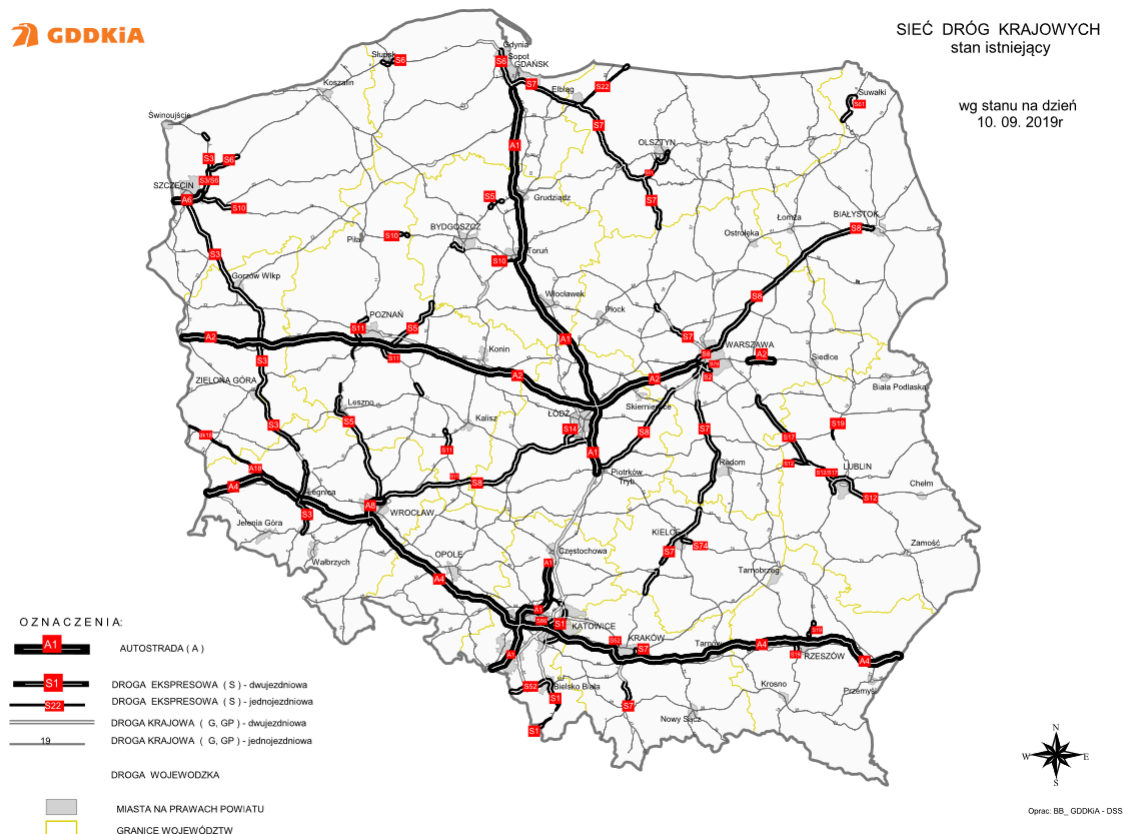 GDDKiA
SIEĆ DRÓG KRAJOWYCH
stan istniejący
wg stanu na dzień
10. 09. 2019r
Gdynia
Sopot
GDAŃSK
S6
S7
Słupsk
S6
Koszalin
Elbląg
S22
Suwałki
S61
Świnoujście
S7
A1
OLSZTYN
S3
S6
S3/S6
SZCZECIN
A6
S10
S5
Grudziądz
S7
Łomża
BIAŁYSTOK
S8
Ostrołęka
BYDGOSZCZ
Piła
S10
S3
Toruń
S10
Gorzów Wlkp
Włocławek
S8
Płock
POZNAŃ
S11
S5
S7
A2
A1
WARSZAWA
S8
S2
A2
Siedlce
S11
Konin
S3
A2
A2
ZIELONA GÓRA
Biała Podlaska
Leszno
Skierniewice
Kalisz
ŁÓDŹ
S14
S3
S5
S8
S7
S19
S17
S11
A1
A18
A4
S8
Piotrków
Tryb
Radom
S12
LUBLIN
S12
Chełm
Legnica
S3
A8
WROCŁAW
Jelenia Góra
KIELCE
S74
S7
Zamość
Wałbrzych
OPOLE
Częstochowa
A1
A4
Tarnobrzeg
A1
S1
KATOWICE
S52
KRAKÓW
S7
Tarnów
A4
S19
RZESZÓW
A4
S52
Bielsko Biała
S1
S7
S1
Krosno
Przemyśl
Nowy Sącz
OZNACZENIA:
A1
AUTOSTRADA ( A )
S1
DROGA EKSPRESOWA ( S ) - dwujezdniowa
S22
DROGA EKSPRESOWA ( S ) - jednojezdniowa
DROGA KRAJOWA ( G, GP) - dwujezdniowa
19
DROGA KRAJOWA ( G, GP) - jednojezdniowa
DROGA WOJEWODZKA
MIASTA NA PRAWACH POWIATU
GRANICE WOJEWÓDZTW
N
W
E
S
Oprac: BB_ GDDKiA - DSS